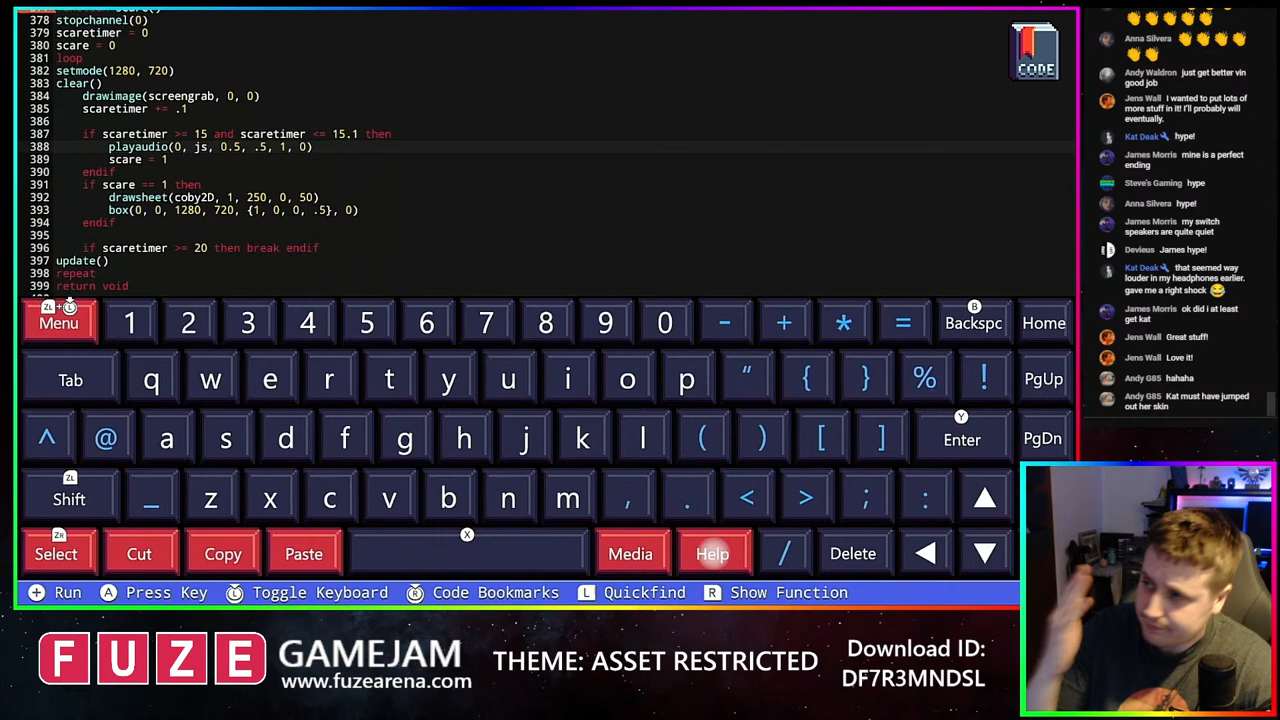 378 stopchannel(0)
379 scaretimer = 0
380 scare = 0
381 loop
382 setmode(1280, 720)
383 clear()
384 drawimage(screengrab, 0, 0)
385 scaretimer += .1
386
387 if scaretimer >= 15 and scaretimer <= 15.1 then
388 playaudio(0, js, 0.5, .5, 1, 0)
389 scare = 1
390 endif
391 if scare == 1 then
392 drawsheet(coby2D, 1, 250, 0, 50)
393 box(0, 0, 1280, 720, {1, 0, 0, .5}, 0)
394 endif
395
396 if scaretimer >= 20 then break endif
397 update()
398 repeat
399 return void
CODE
ZL + L
Menu 1 2 3 4 5 6 7 8 9 0 - + * = B Backspc Home
Tab q w e r t y u i o p “ { } % ! PgUp
^ @ a s d f g h j k l ( ) [ ] Y Enter PgDn
ZL Shift _ z x c v b n m , . < > ; : ▲
ZR Select Cut Copy Paste X Media Help / Delete ◀ ▼
+ Run A Press Key L Toggle Keyboard R Code Bookmarks L Quickfind R Show Function
👏👏👏👏👏
Anna Silvera 👏👏👏👏
👏👏
Andy Waldron just get better vin
good job
Jens Wall I wanted to put lots of
more stuff in it! I'll probably will
eventually.
Kat Deak hype!
James Morris mine is a perfect
ending
Steve's Gaming hype
Anna Silvera hype!
James Morris my switch
speakers are quite quiet
Devieus James hype!
Kat Deak that seemed way
louder in my headphones earlier.
gave me a right shock 😂
James Morris ok did i at least
get kat
Jens Wall Great stuff!
Jens Wall Love it!
Andy G85 hahaha
Andy G85 Kat must have jumped
out her skin
FUZE GAMEJAM
www.fuzearena.com
THEME: ASSET RESTRICTED
Download ID:
DF7R3MNDSL